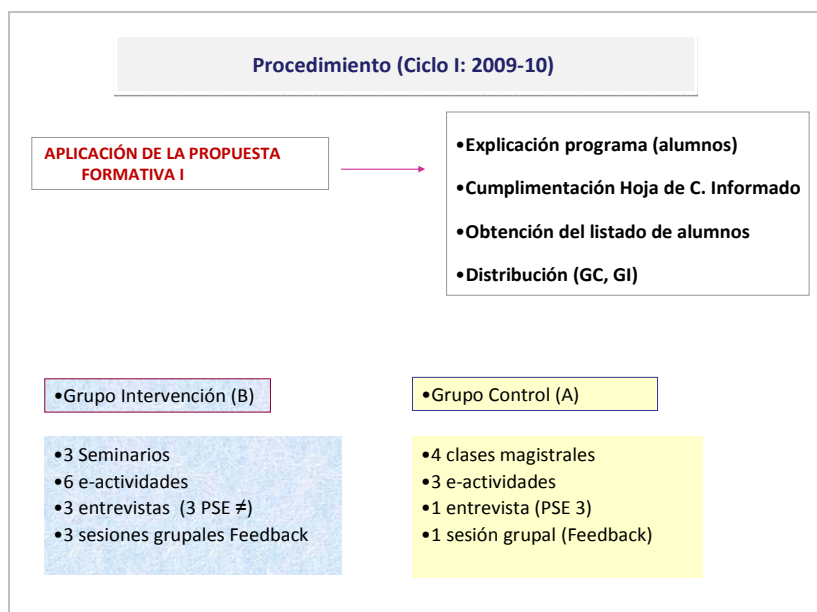 Procedimiento (Ciclo I: 2009-10)
APLICACIÓN DE LA PROPUESTA
FORMATIVA I
•Explicación programa (alumnos)
•Cumplimentación Hoja de C. Informado
•Obtención del listado de alumnos
•Distribución (GC, GI)
•Grupo Intervención (B)
•3 Seminarios
•6 e-actividades
•3 entrevistas (3 PSE ≠)
•3 sesiones grupales Feedback
•Grupo Control (A)
•4 clases magistrales
•3 e-actividades
•1 entrevista (PSE 3)
•1 sesión grupal (Feedback)